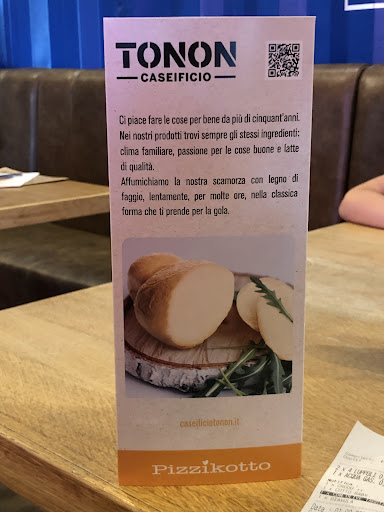 TONON
CASEIFICIO
Ci piace fare le cose per bene da più di cinquant'anni.
Nei nostri prodotti trovi sempre gli stessi ingredienti:
clima familiare, passione per le cose buone e latte
di qualità.
Affumichiamo la nostra scamorza con legno di
faggio, lentamente, per molte ore, nella classica
forma che ti prende per la gola.
caseificiotonon.it
Pizzikotto